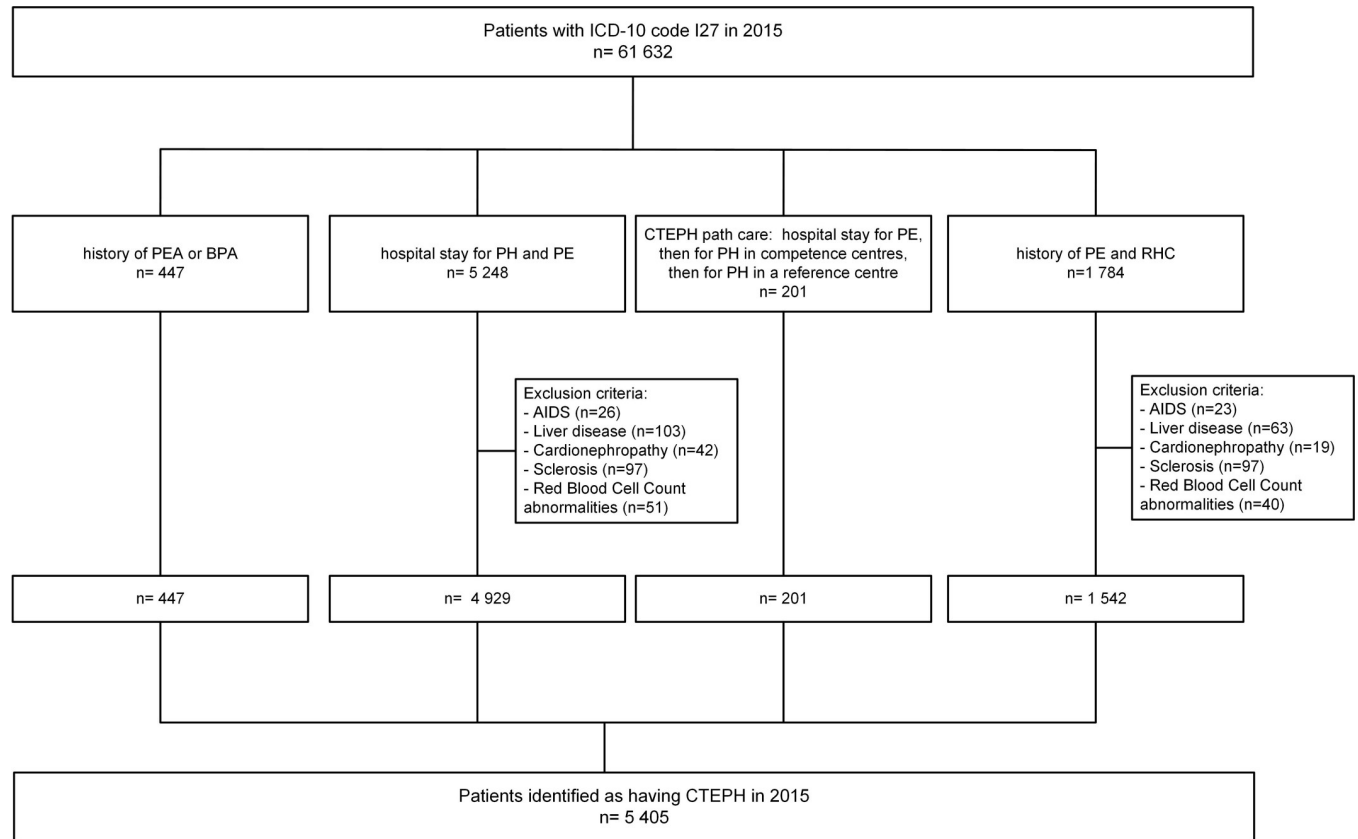 Patients with ICD-10 code I27 in 2015
n= 61 632
history of PEA or BPA
n= 447
hospital stay for PH and PE
n= 5 248
CTEPH path care: hospital stay for PE,
then for PH in competence centres,
then for PH in a reference centre
n= 201
history of PE and RHC
n=1 784
Exclusion criteria:
- AIDS (n=26)
- Liver disease (n=103)
- Cardionephropathy (n=42)
- Sclerosis (n=97)
- Red Blood Cell Count
abnormalities (n=51)
Exclusion criteria:
- AIDS (n=23)
- Liver disease (n=63)
- Cardionephropathy (n=19)
- Sclerosis (n=97)
- Red Blood Cell Count
abnormalities (n=40)
n= 447
n= 4 929
n= 201
n= 1 542
Patients identified as having CTEPH in 2015
n= 5 405